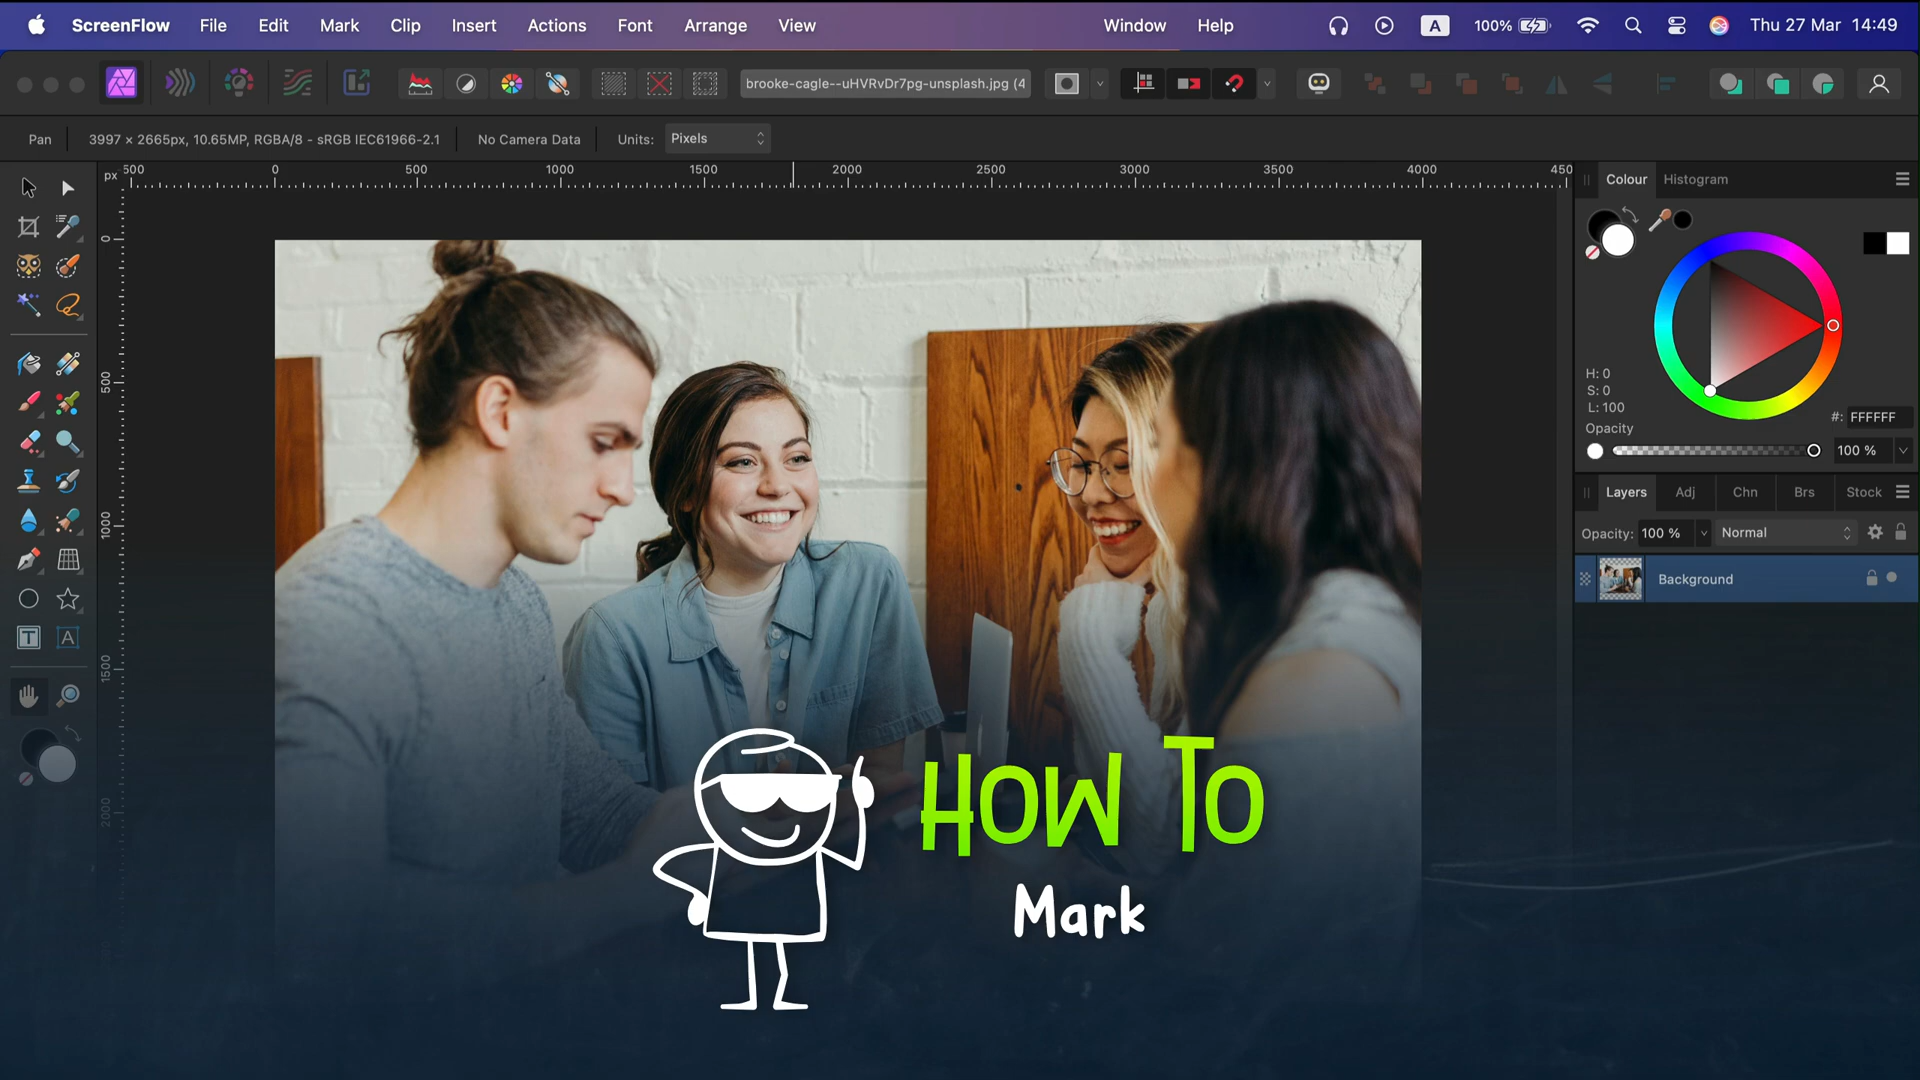 ScreenFlow File Edit Mark Clip Insert Actions Font Arrange View Window Help A 100% Thu 27 Mar 14:49
brooke-cagle--uHVRvDr7pg-unsplash.jpg (4
Pan 3997 × 2665px, 10.65MP, RGBA/8 - sRGB IEC61966-2.1 No Camera Data Units: Pixels
px 500 0 500 1000 1500 2000 2500 3000 3500 4000 450
Colour Histogram
0
500
1000
1500
2000
H: 0
S: 0
L: 100
#: FFFFFF
Opacity
100 %
Layers Adj Chn Brs Stock
Opacity: 100 % Normal
Background
T A
How To
Mark